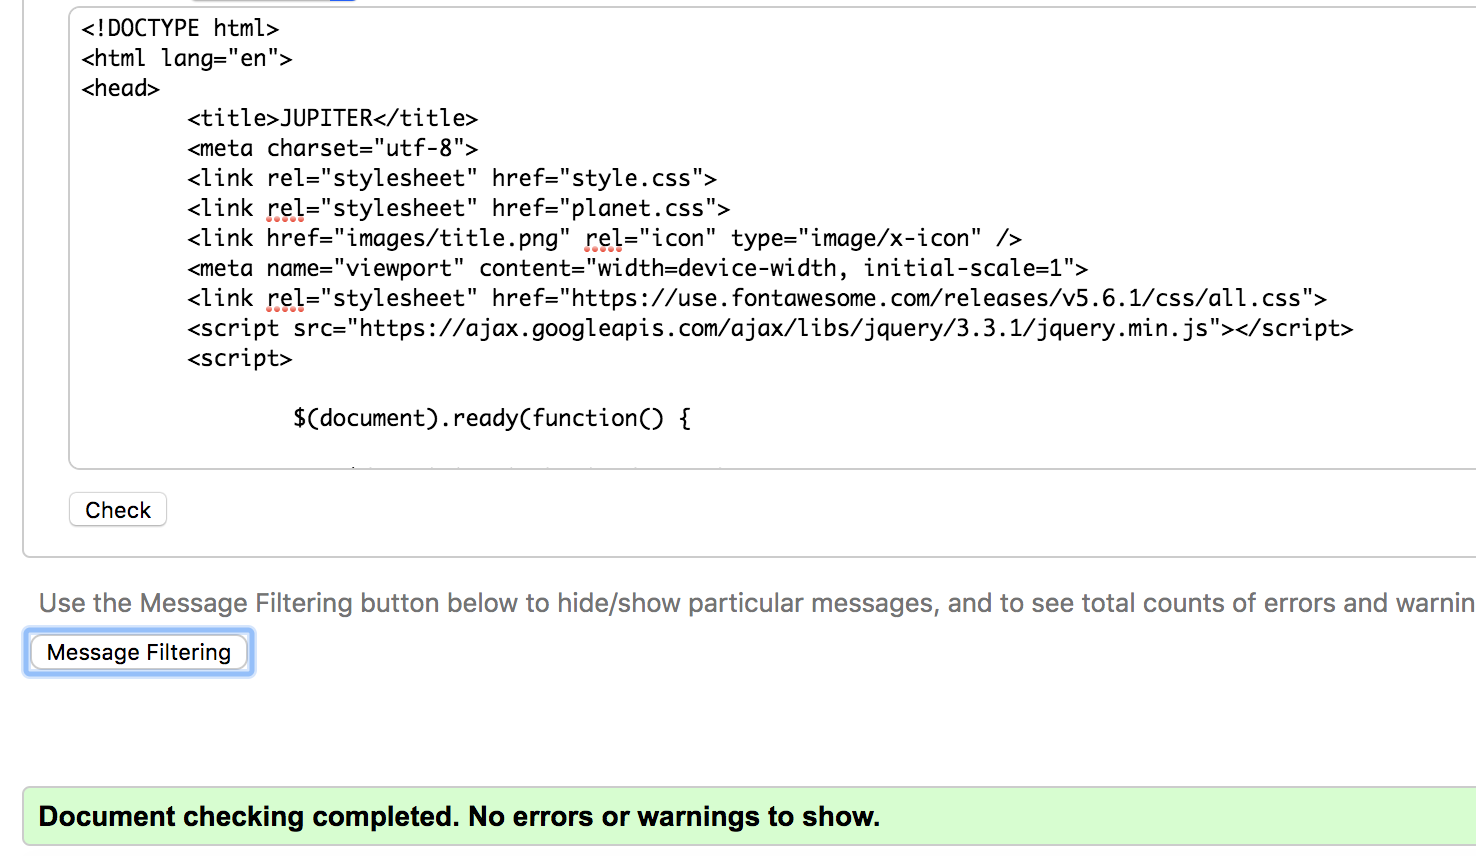 <!DOCTYPE html>
<html lang="en">
<head>
<title>JUPITER</title>
<meta charset="utf-8">
<link rel="stylesheet" href="style.css">
<link rel="stylesheet" href="planet.css">
<link href="images/title.png" rel="icon" type="image/x-icon" />
<meta name="viewport" content="width=device-width, initial-scale=1">
<link rel="stylesheet" href="https://use.fontawesome.com/releases/v5.6.1/css/all.css">
<script src="https://ajax.googleapis.com/ajax/libs/jquery/3.3.1/jquery.min.js"></script>
<script>
$(document).ready(function() {
Check
Use the Message Filtering button below to hide/show particular messages, and to see total counts of errors and warnin
Message Filtering
Document checking completed. No errors or warnings to show.